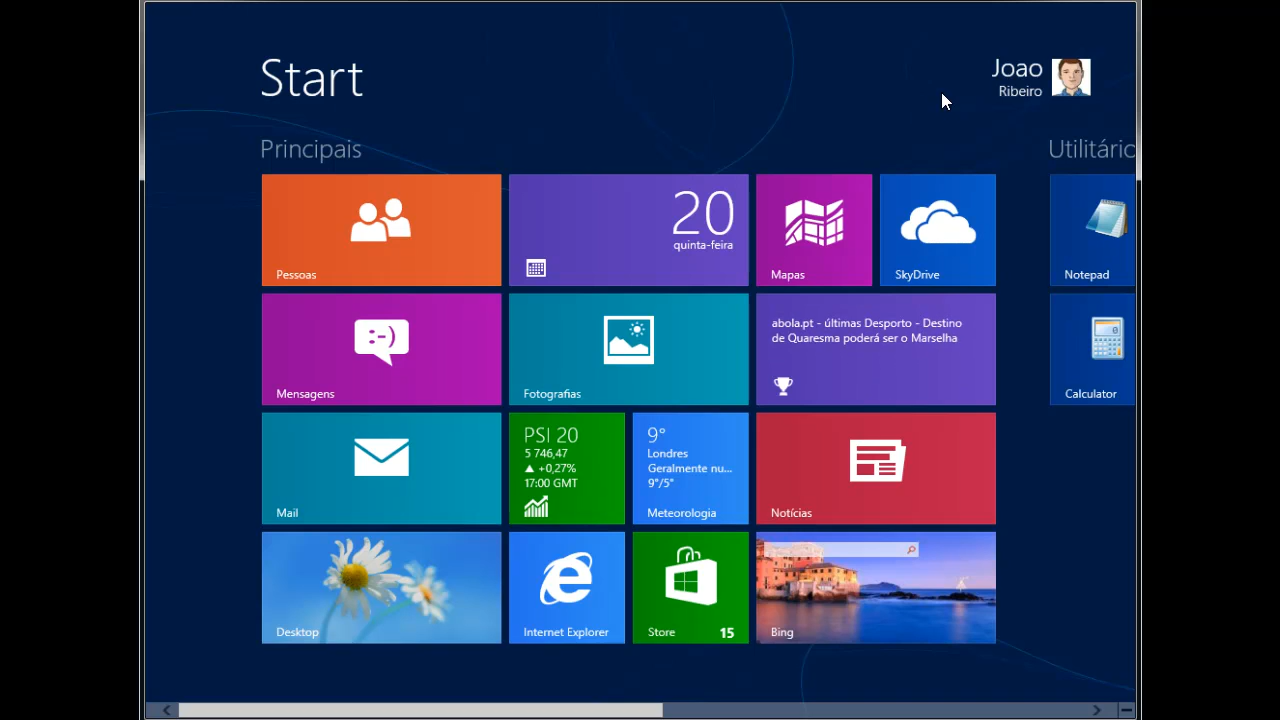 Start
Joao
Ribeiro
Principais
Utilitáric
Pessoas
20
quinta-feira
Mapas
SkyDrive
Notepad
Mensagens
Fotografias
abola.pt - últimas Desporto - Destino
de Quaresma poderá ser o Marselha
Calculator
Mail
PSI 20
5 746,47
▲ +0,27%
17:00 GMT
9°
Londres
Geralmente nu...
9°/5°
Meteorologia
Notícias
Desktop
Internet Explorer
Store
15
Bing